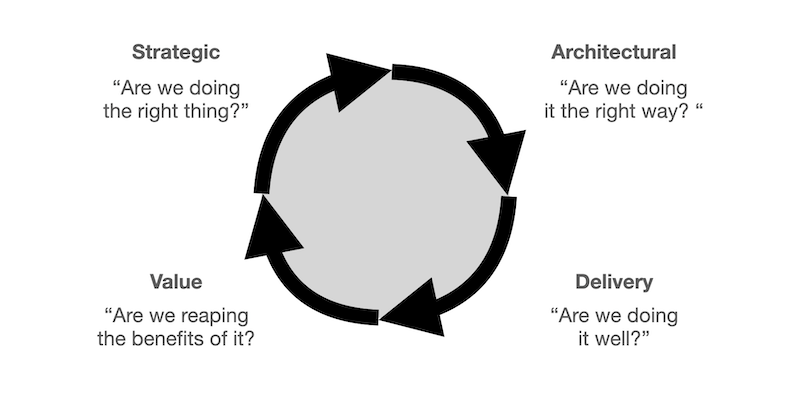 Strategic
“Are we doing
the right thing?”
Architectural
“Are we doing
it the right way? “
Value
“Are we reaping
the benefits of it?
Delivery
“Are we doing
it well?”